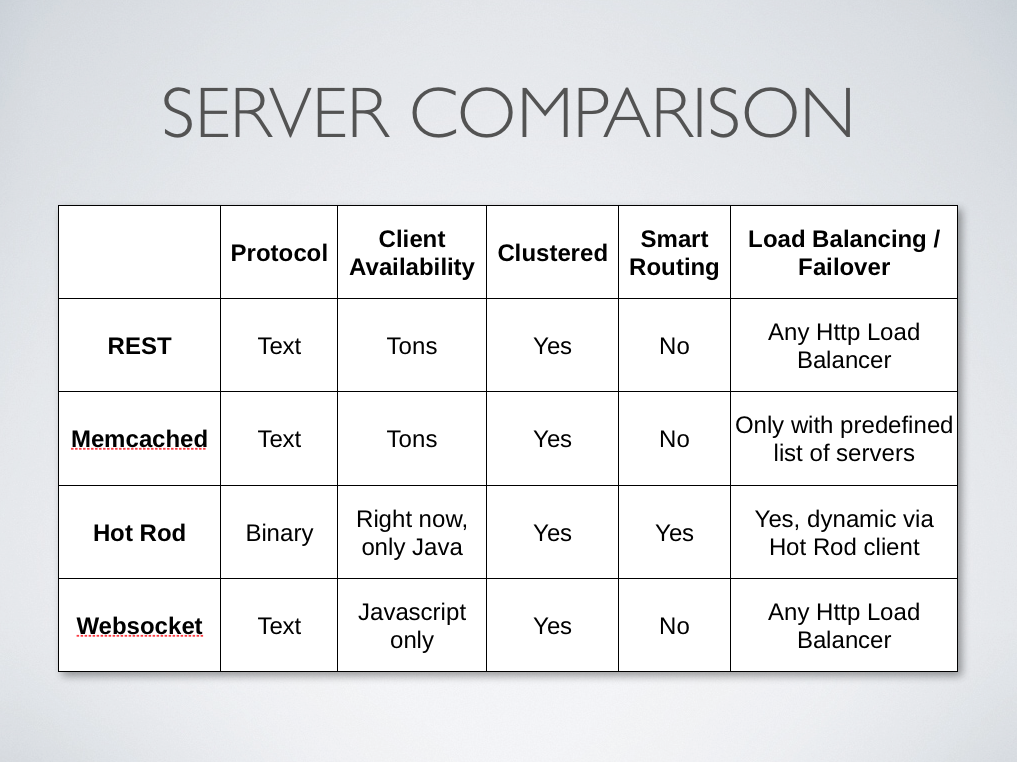 SERVER COMPARISON
Protocol
Client
Availability
Clustered
Smart
Routing
Load Balancing /
Failover
REST
Text
Tons
Yes
No
Any Http Load
Balancer
Memcached
Text
Tons
Yes
No
Only with predefined
list of servers
Hot Rod
Binary
Right now,
only Java
Yes
Yes
Yes, dynamic via
Hot Rod client
Websocket
Text
Javascript
only
Yes
No
Any Http Load
Balancer